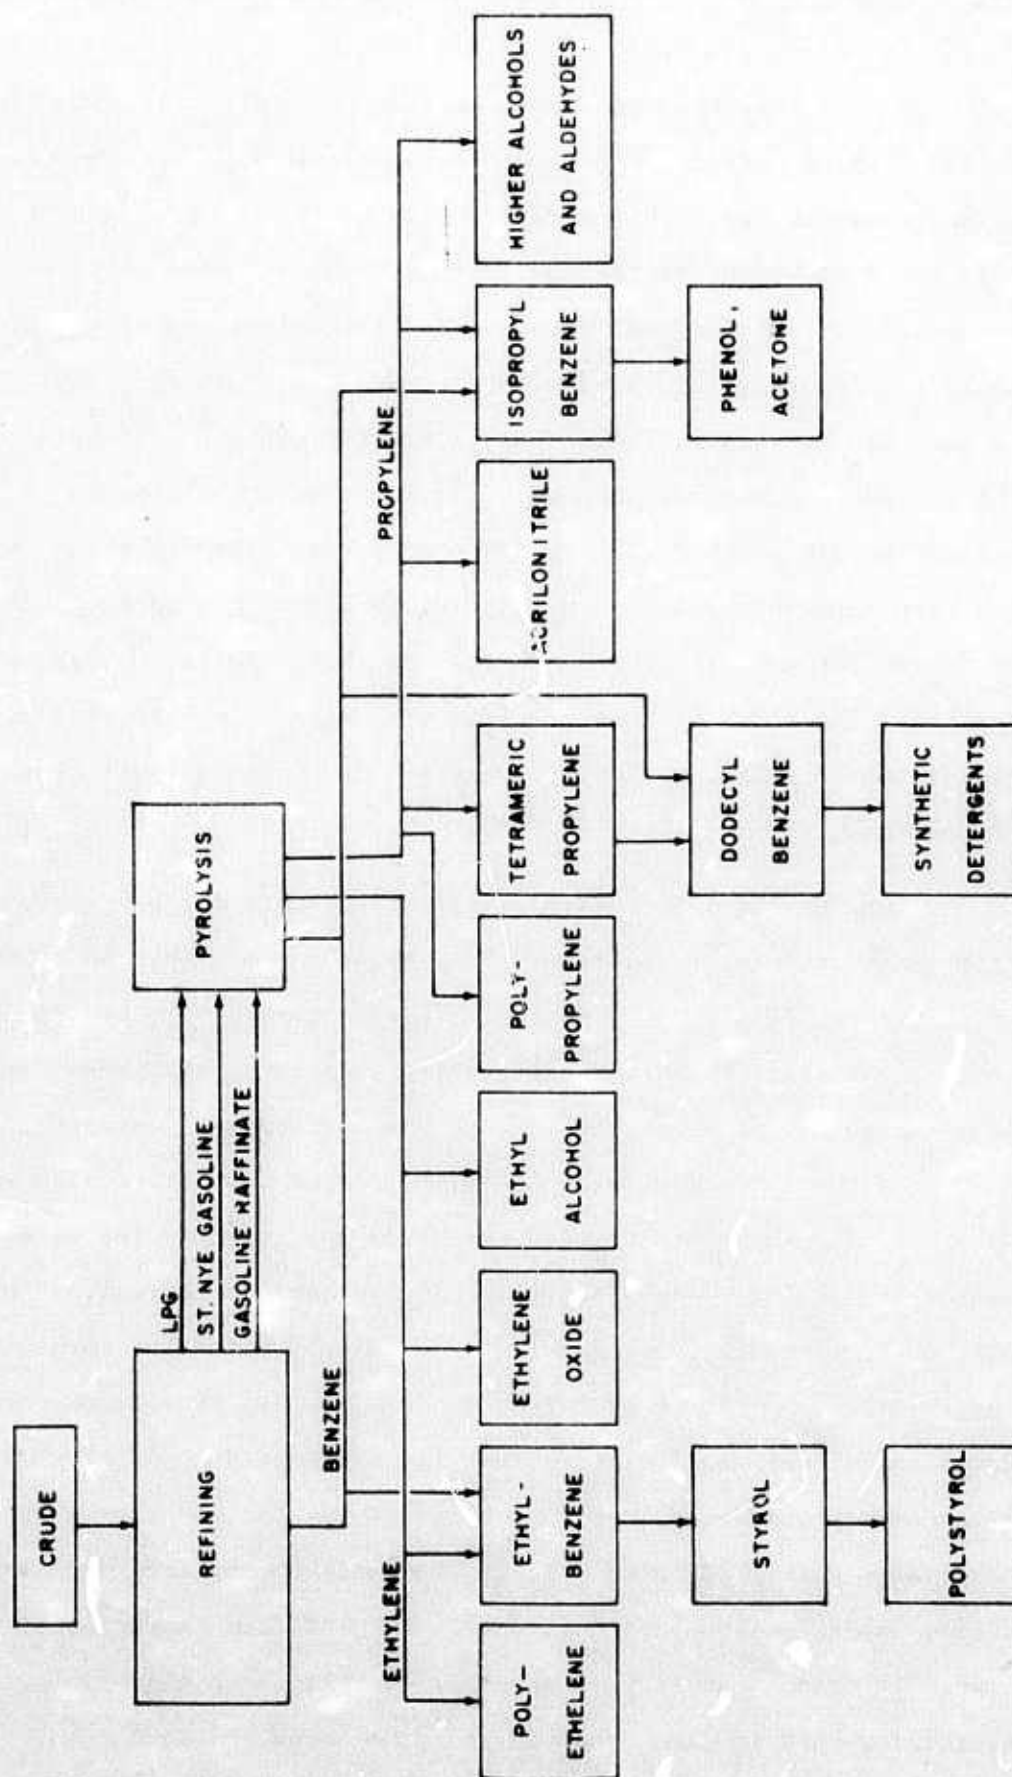 CRUDE
REFINING
LPG
ST. NYE GASOLINE
GASOLINE RAFFINATE
PYROLYSIS
BENZENE
ETHYLENE
PROPYLENE
POLY-
ETHELENE
ETHYL-
BENZENE
ETHYLENE
OXIDE
ETHYL
ALCOHOL
POLY-
PROPYLENE
TETRAMERIC
PROPYLENE
ACRILONITRILE
ISOPROPYL
BENZENE
HIGHER ALCOHOLS
AND ALDEHYDES
STYROL
DODECYL
BENZENE
PHENOL,
ACETONE
POLYSTYROL
SYNTHETIC
DETERGENTS